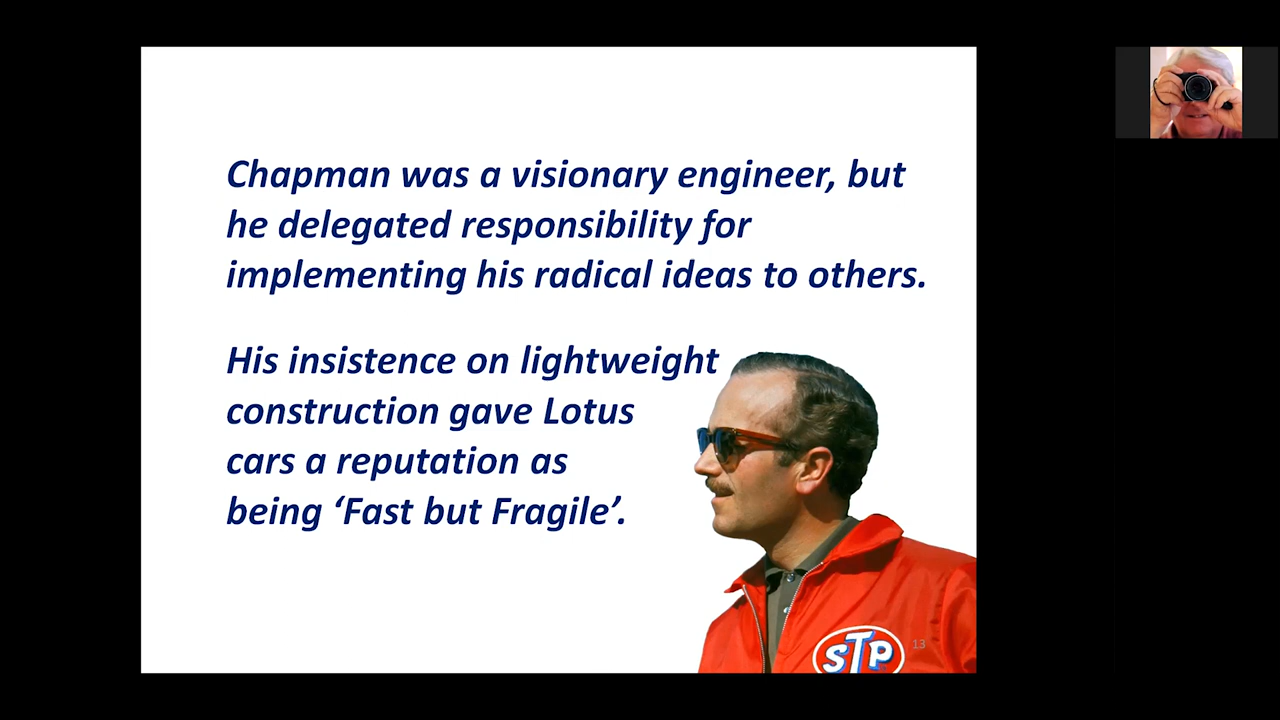 Chapman was a visionary engineer, but
he delegated responsibility for
implementing his radical ideas to others.
His insistence on lightweight
construction gave Lotus
cars a reputation as
being ‘Fast but Fragile’.
STP
13